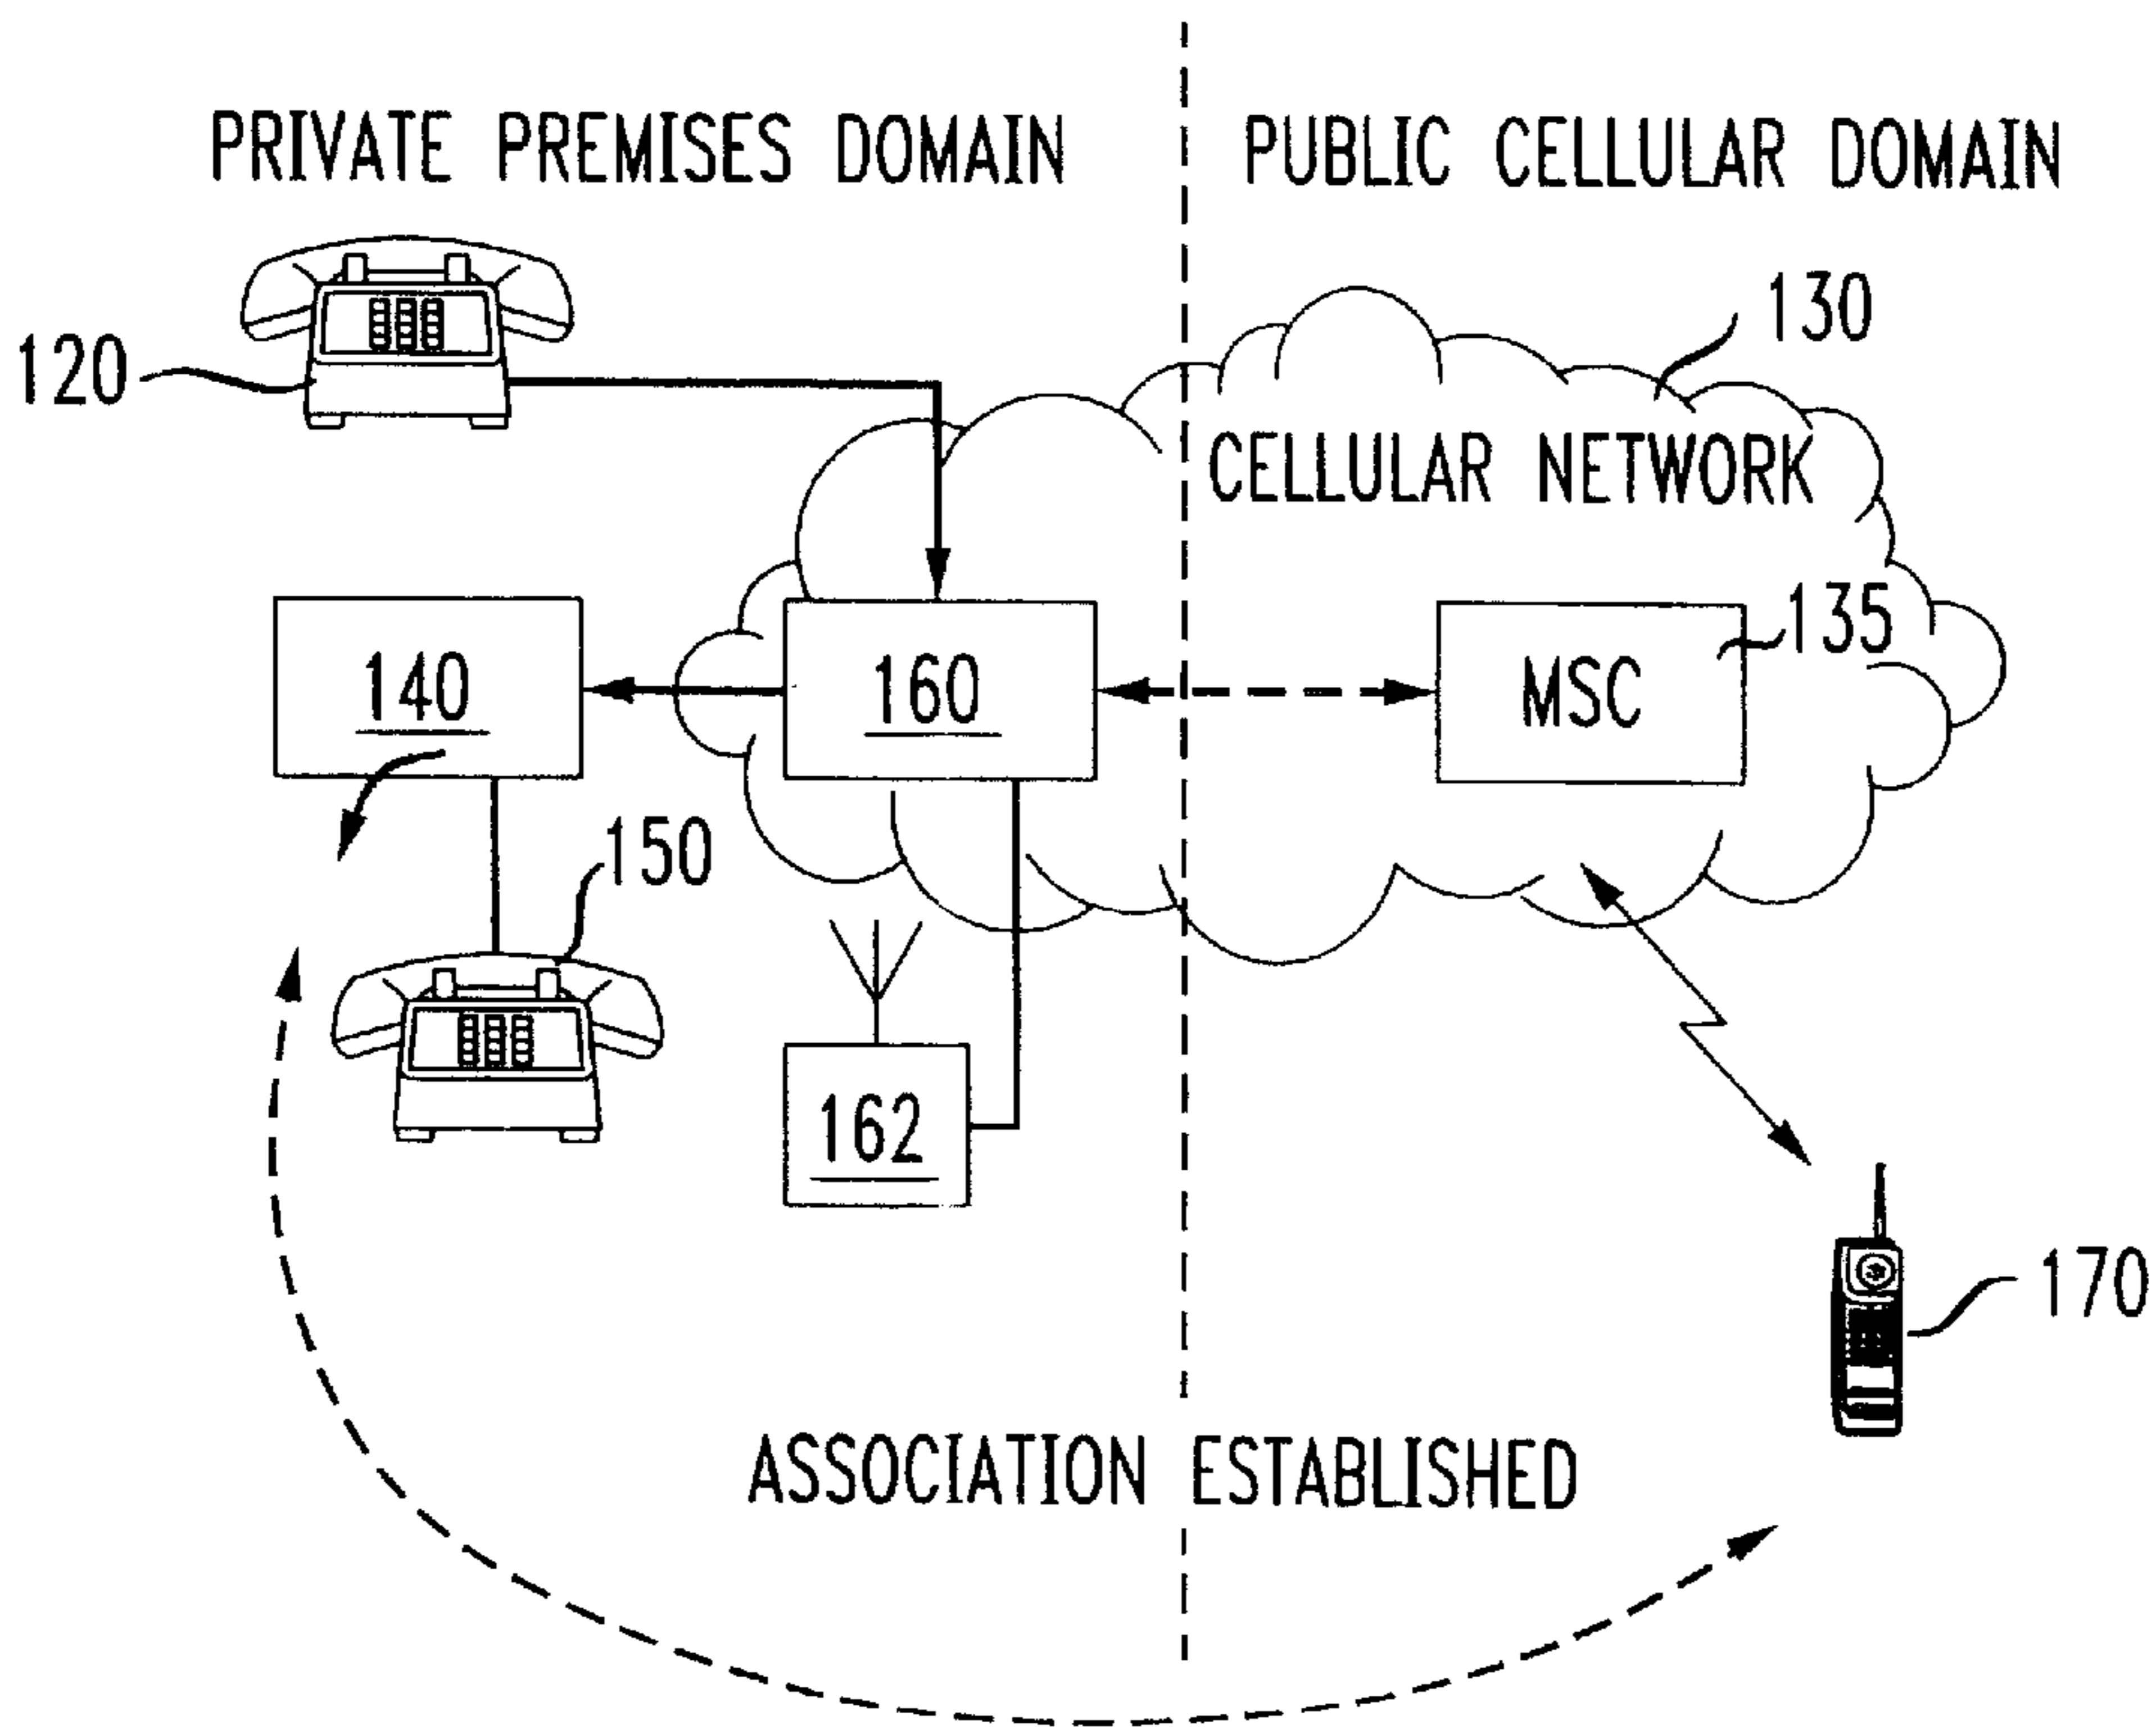 PRIVATE PREMISES DOMAIN
PUBLIC CELLULAR DOMAIN
120
130
CELLULAR NETWORK
140
160
MSC
135
150
162
170
ASSOCIATION ESTABLISHED